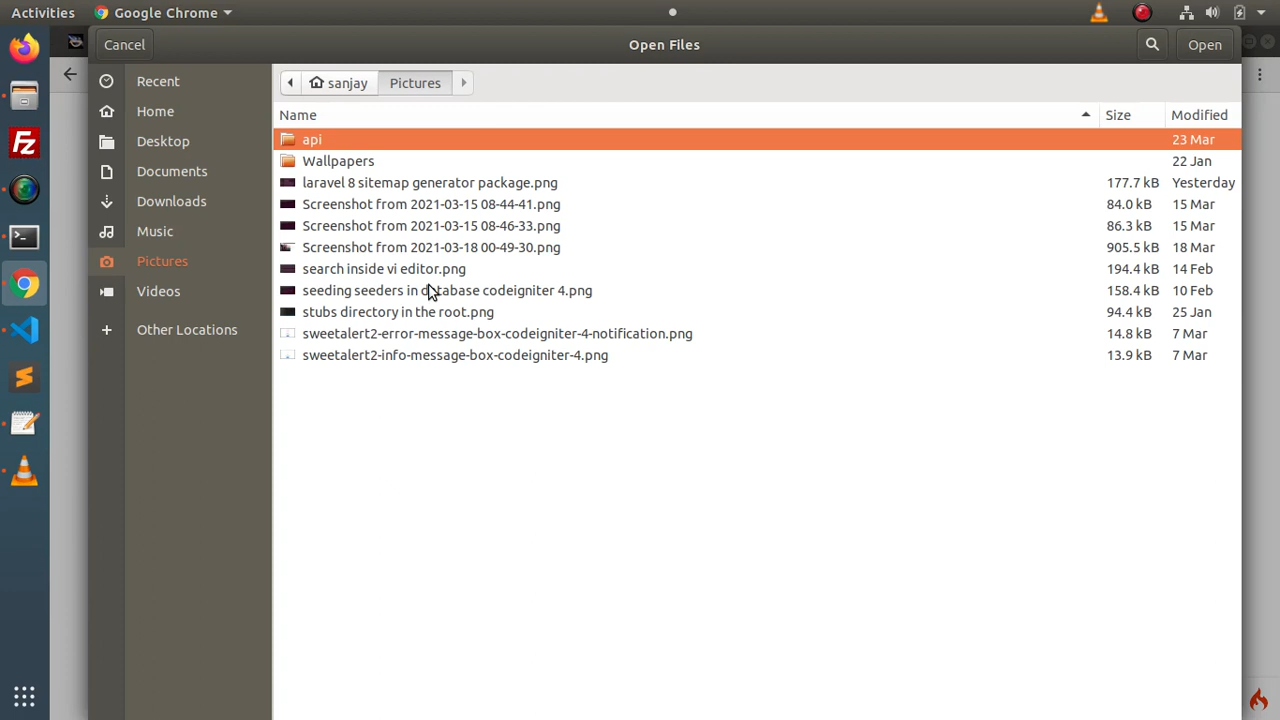 Activities Google Chrome
Cancel Open Files Open
Recent
Home
Desktop
Documents
Downloads
Music
Pictures
Videos
Other Locations
sanjay Pictures
Name Size Modified
api 23 Mar
Wallpapers 22 Jan
laravel 8 sitemap generator package.png 177.7 kB Yesterday
Screenshot from 2021-03-15 08-44-41.png 84.0 kB 15 Mar
Screenshot from 2021-03-15 08-46-33.png 86.3 kB 15 Mar
Screenshot from 2021-03-18 00-49-30.png 905.5 kB 18 Mar
search inside vi editor.png 194.4 kB 14 Feb
seeding seeders in database codeigniter 4.png 158.4 kB 10 Feb
stubs directory in the root.png 94.4 kB 25 Jan
sweetalert2-error-message-box-codeigniter-4-notification.png 14.8 kB 7 Mar
sweetalert2-info-message-box-codeigniter-4.png 13.9 kB 7 Mar